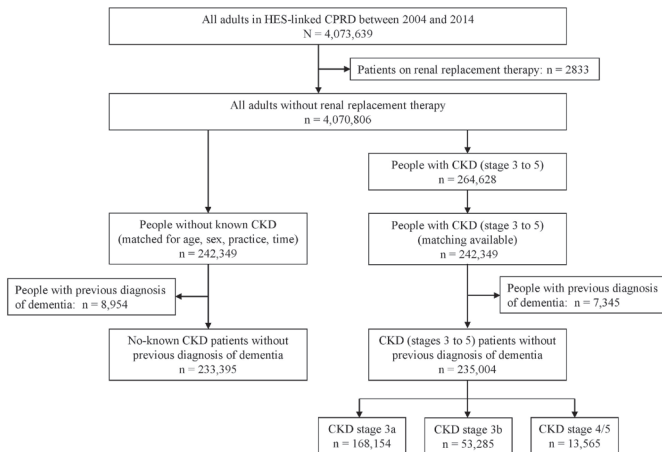 All adults in HES-linked CPRD between 2004 and 2014
N = 4,073,639
Patients on renal replacement therapy: n = 2833
All adults without renal replacement therapy
n = 4,070,806
People with CKD (stage 3 to 5)
n = 264,628
People without known CKD
(matched for age, sex, practice, time)
n = 242,349
People with CKD (stage 3 to 5)
(matching available)
n = 242,349
People with previous diagnosis
of dementia: n = 8,954
People with previous diagnosis
of dementia: n = 7,345
No-known CKD patients without
previous diagnosis of dementia
n = 233,395
CKD (stages 3 to 5) patients without
previous diagnosis of dementia
n = 235,004
CKD stage 3a
n = 168,154
CKD stage 3b
n = 53,285
CKD stage 4/5
n = 13,565